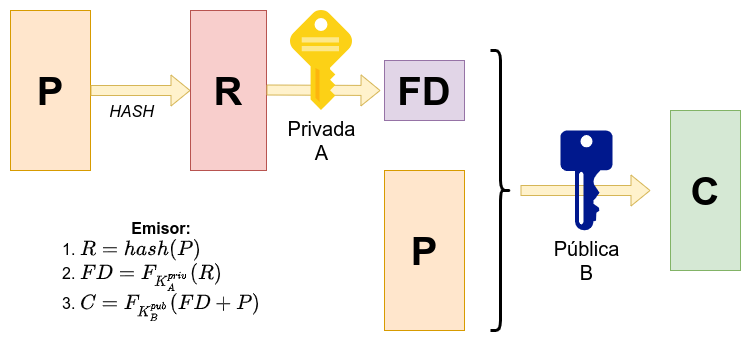 P
HASH
R
Privada
A
FD
P
Pública
B
C
Emisor:
1. R = hash(P)
2. FD = F_{K_A^{priv}}(R)
3. C = F_{K_B^{pub}}(FD + P)